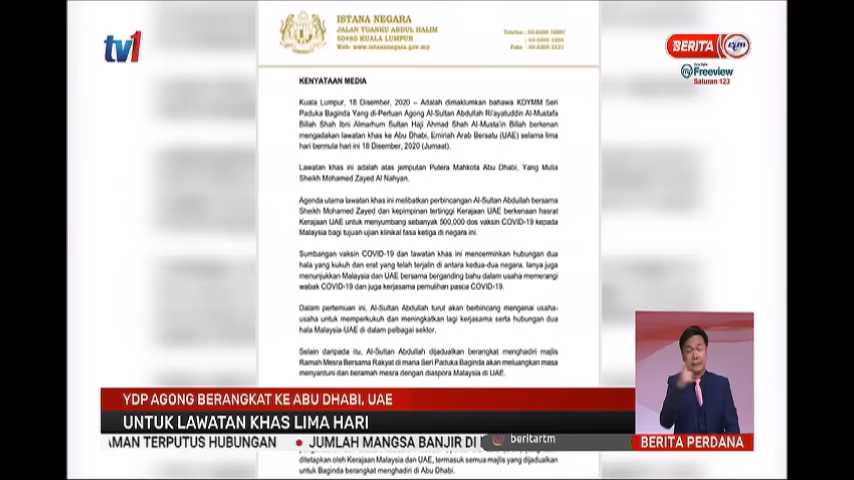 tv1
ISTANA NEGARA
JALAN TUANKU ABDUL HALIM
50480 KUALA LUMPUR
Web: www.istananegara.gov.my
BERITA rtm
Freeview
Saluran 123
KENYATAAN MEDIA
Kuala Lumpur, 18 Disember, 2020 – Adalah dimaklumkan bahawa KDYMM Seri
Paduka Baginda Yang di-Pertuan Agong Al-Sultan Abdullah Ri'ayatuddin Al-Mustafa
Billah Shah Ibni Almarhum Sultan Haji Ahmad Shah Al-Musta'in Billah berkenan
mengadakan lawatan khas ke Abu Dhabi, Emiriah Arab Bersatu (UAE) selama lima
hari bermula hari ini 18 Disember, 2020 (Jumaat).
Lawatan khas ini adalah atas jemputan Putera Mahkota Abu Dhabi, Yang Mulia
Sheikh Mohamed Zayed Al Nahyan.
Agenda utama lawatan khas ini melibatkan perbincangan Al-Sultan Abdullah bersama
Sheikh Mohamed Zayed dan kepimpinan tertinggi Kerajaan UAE berkenaan hasrat
Kerajaan UAE untuk menyumbang sebanyak 500,000 dos vaksin COVID-19 kepada
Malaysia bagi tujuan ujian klinikal fasa ketiga di negara ini.
Sumbangan vaksin COVID-19 dan lawatan khas ini mencerminkan hubungan dua
hala yang kukuh dan erat yang telah terjalin di antara kedua-dua negara. Ianya juga
menunjukkan Malaysia dan UAE bersama berganding bahu dalam usaha memerangi
wabak COVID-19 dan juga kerjasama pemulihan pasca COVID-19.
Dalam pertemuan ini, Al-Sultan Abdullah turut akan berbincang mengenai usaha-
usaha untuk memperkukuh dan meningkatkan lagi kerjasama serta hubungan dua
hala Malaysia-UAE di dalam pelbagai sektor.
Selain daripada itu, Al-Sultan Abdullah dijadualkan berangkat menghadiri majlis
Ramah Mesra Bersama Rakyat di mana Seri Paduka Baginda akan meluangkan masa
menyantuni dan beramah mesra dengan diaspora Malaysia di UAE.
YDP AGONG BERANGKAT KE ABU DHABI, UAE
UNTUK LAWATAN KHAS LIMA HARI
AMAN TERPUTUS HUBUNGAN • JUMLAH MANGSA BANJIR DI
beritartm
BERITA PERDANA
ditetapkan oleh Kerajaan Malaysia dan UAE, termasuk semua majlis yang dijadualkan
untuk Baginda berangkat menghadiri di Abu Dhabi.